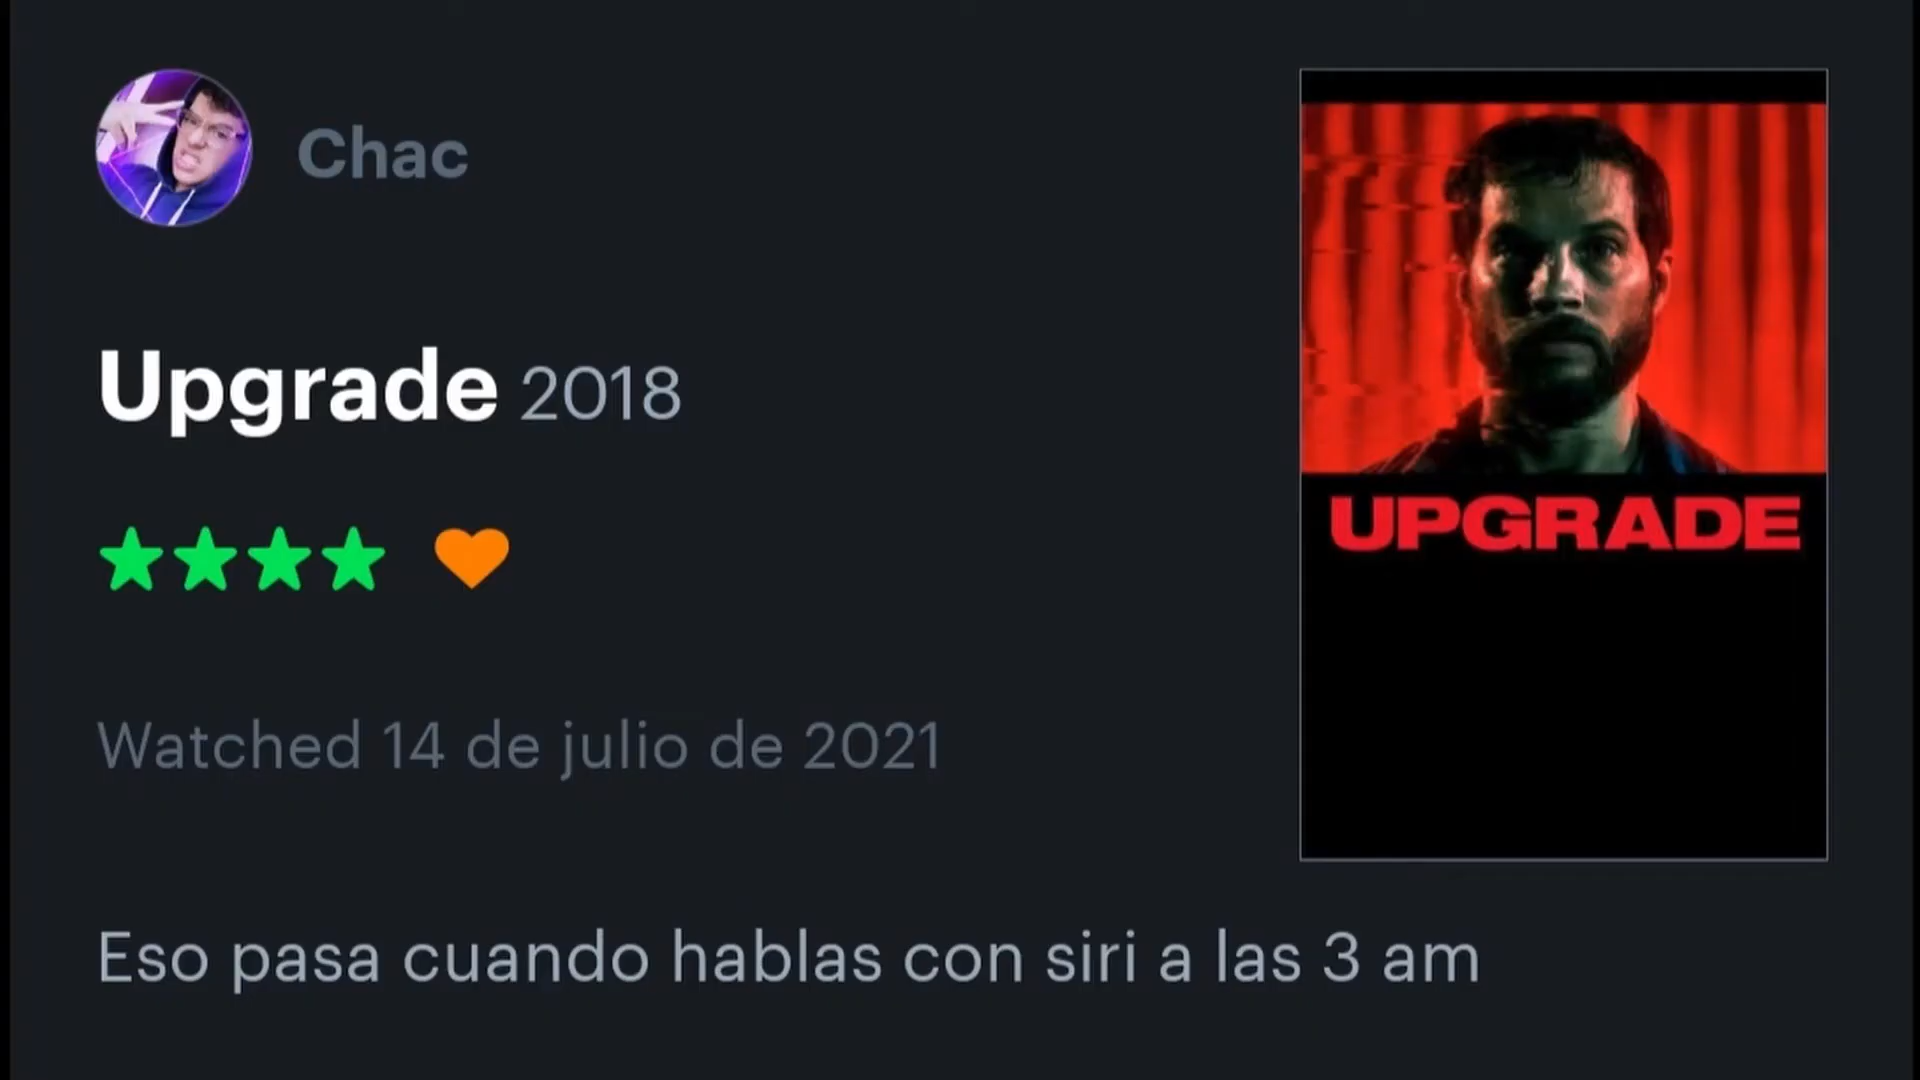 Chac
Upgrade 2018
Watched 14 de julio de 2021
UPGRADE
Eso pasa cuando hablas con siri a las 3 am